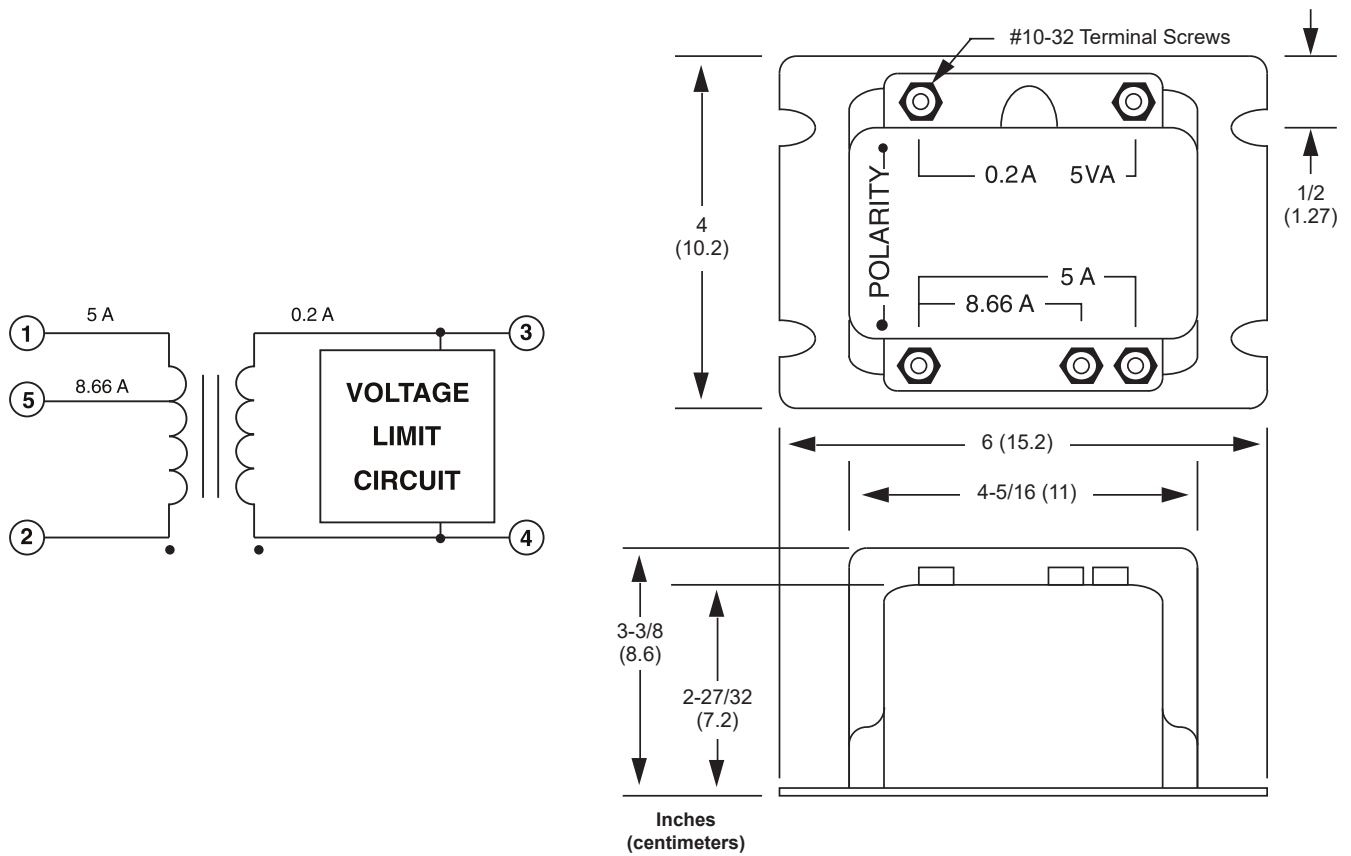 5 A
0.2 A
1
3
8.66 A
5
VOLTAGE
LIMIT
CIRCUIT
2
4
#10-32 Terminal Screws
1/2
(1.27)
4
(10.2)
POLARITY
0.2 A
5VA
5 A
8.66 A
6 (15.2)
4-5/16 (11)
3-3/8
(8.6)
2-27/32
(7.2)
Inches
(centimeters)